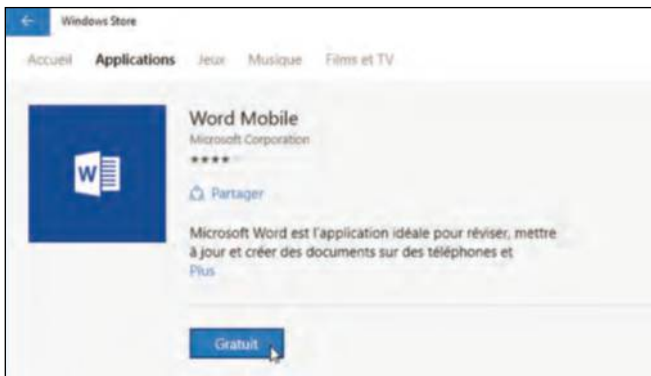 Windows Store
Accueil Applications Jeux Musique Films et TV
Word Mobile
Microsoft Corporation
★★★★
Partager
W
Microsoft Word est l'application idéale pour réviser, mettre
à jour et créer des documents sur des téléphones et
Plus
Gratuit